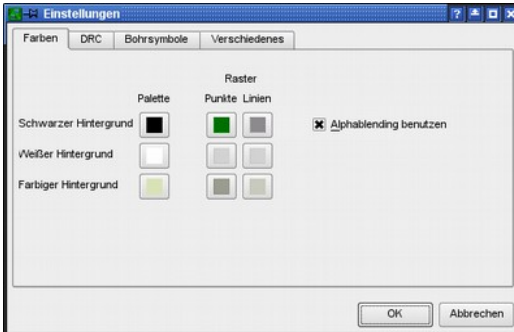 Einstellungen
Farben DRC Bohrsymbole Verschiedenes
Raster
Palette Punkte Linien
Schwarzer Hintergrund Alphablending benutzen
Weißer Hintergrund
Farbiger Hintergrund
OK Abbrechen